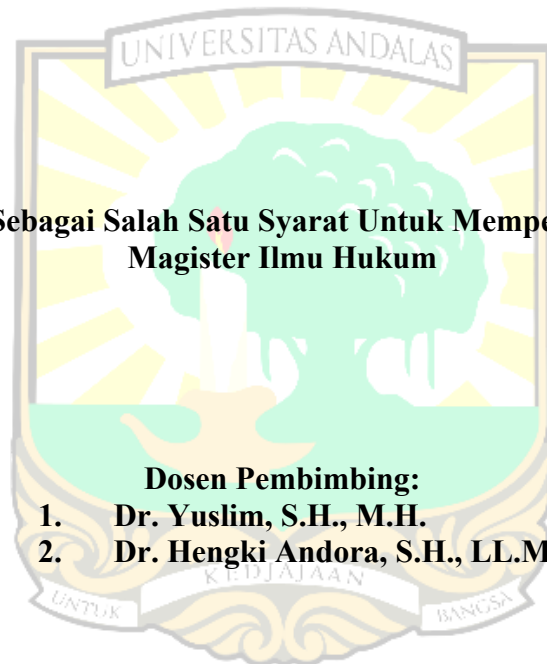 UNIVERSITAS ANDALAS
Sebagai Salah Satu Syarat Untuk Mempe
Magister Ilmu Hukum
Dosen Pembimbing:
1. Dr. Yuslim, S.H., M.H.
2. Dr. Hengki Andora, S.H., LL.M
KEDJAJAAN
UNTUK BANGSA